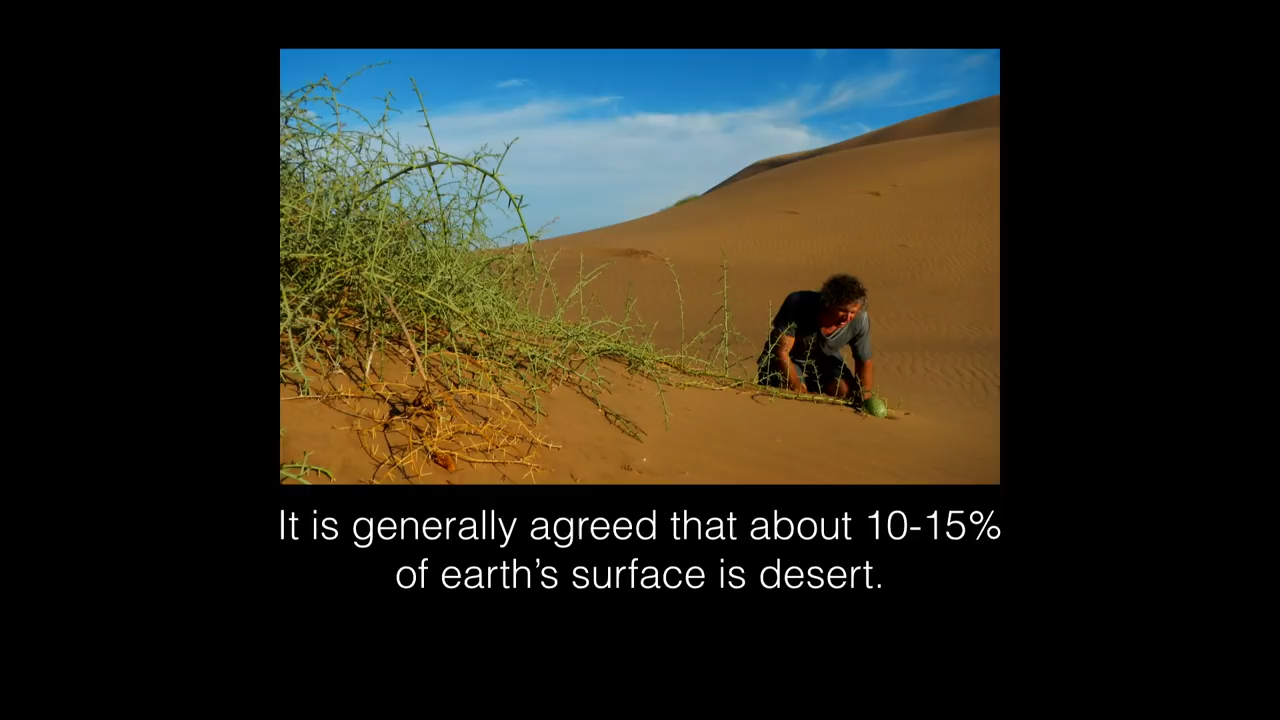 It is generally agreed that about 10-15%
of earth’s surface is desert.